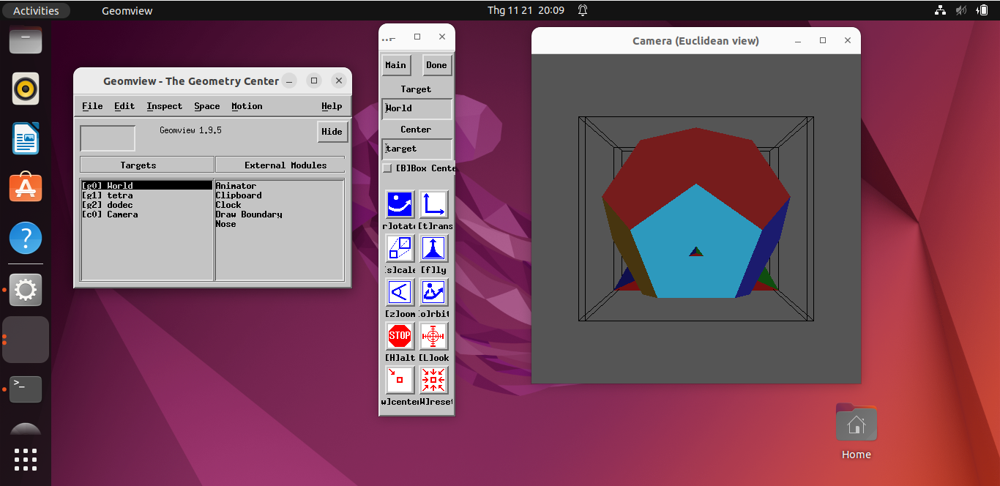 Activities
Geomview
Thg 11 21 20:09
Geomview - The Geometry Center
File Edit Inspect Space Motion Help
Geomview 1.9.5
Hide
Targets
External Modules
[g0] World
[g1] tetra
[g2] dodec
[c0] Camera
Animator
Clipboard
Clock
Draw Boundary
Nose
Main Done
Target
World
Center
target
[B]Box Cente
r]otate [t]rans
s]cale [f]ly
[z]oom o]rbit
STOP
[H]alt [L]ook
w]center W]reset
Camera (Euclidean view)
?
>_
Home